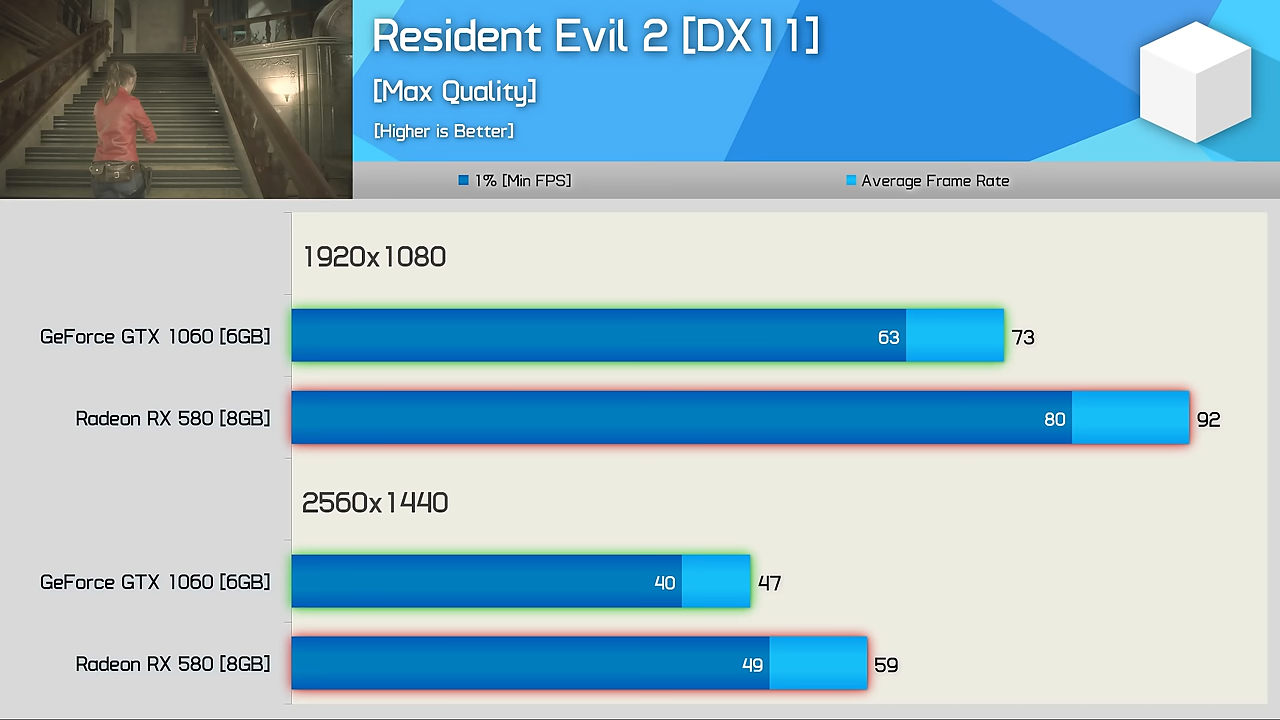 Resident Evil 2 [DX11]
[Max Quality]
[Higher is Better]
1% [Min FPS] Average Frame Rate
1920x1080
GeForce GTX 1060 [6GB] 63 73
Radeon RX 580 [8GB] 80 92
2560x1440
GeForce GTX 1060 [6GB] 40 47
Radeon RX 580 [8GB] 49 59